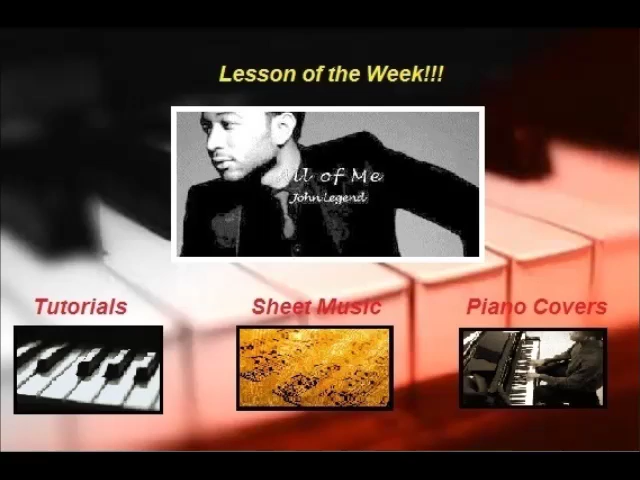 Lesson of the Week!!!
All of Me
John Legend
Tutorials
Sheet Music
Piano Covers